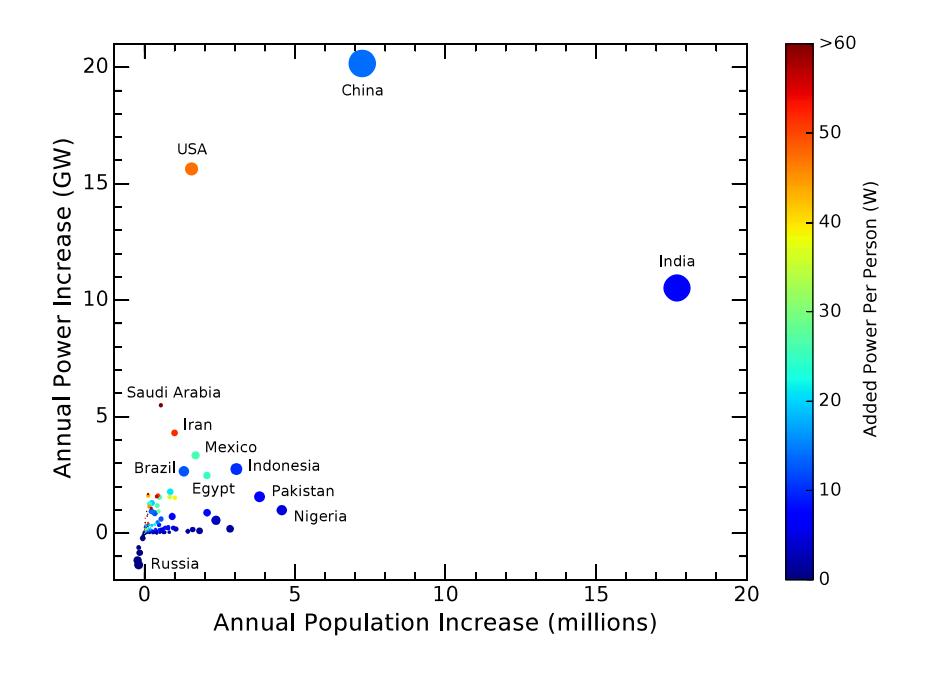 >60
20
China
50
USA
15
40
Annual Power Increase (GW)
Added Power Per Person (W)
India
10
30
Saudi Arabia
5
Iran
20
Mexico
Brazil
Indonesia
Egypt
Pakistan
10
Nigeria
0
Russia
0
0
5
10
15
20
Annual Population Increase (millions)